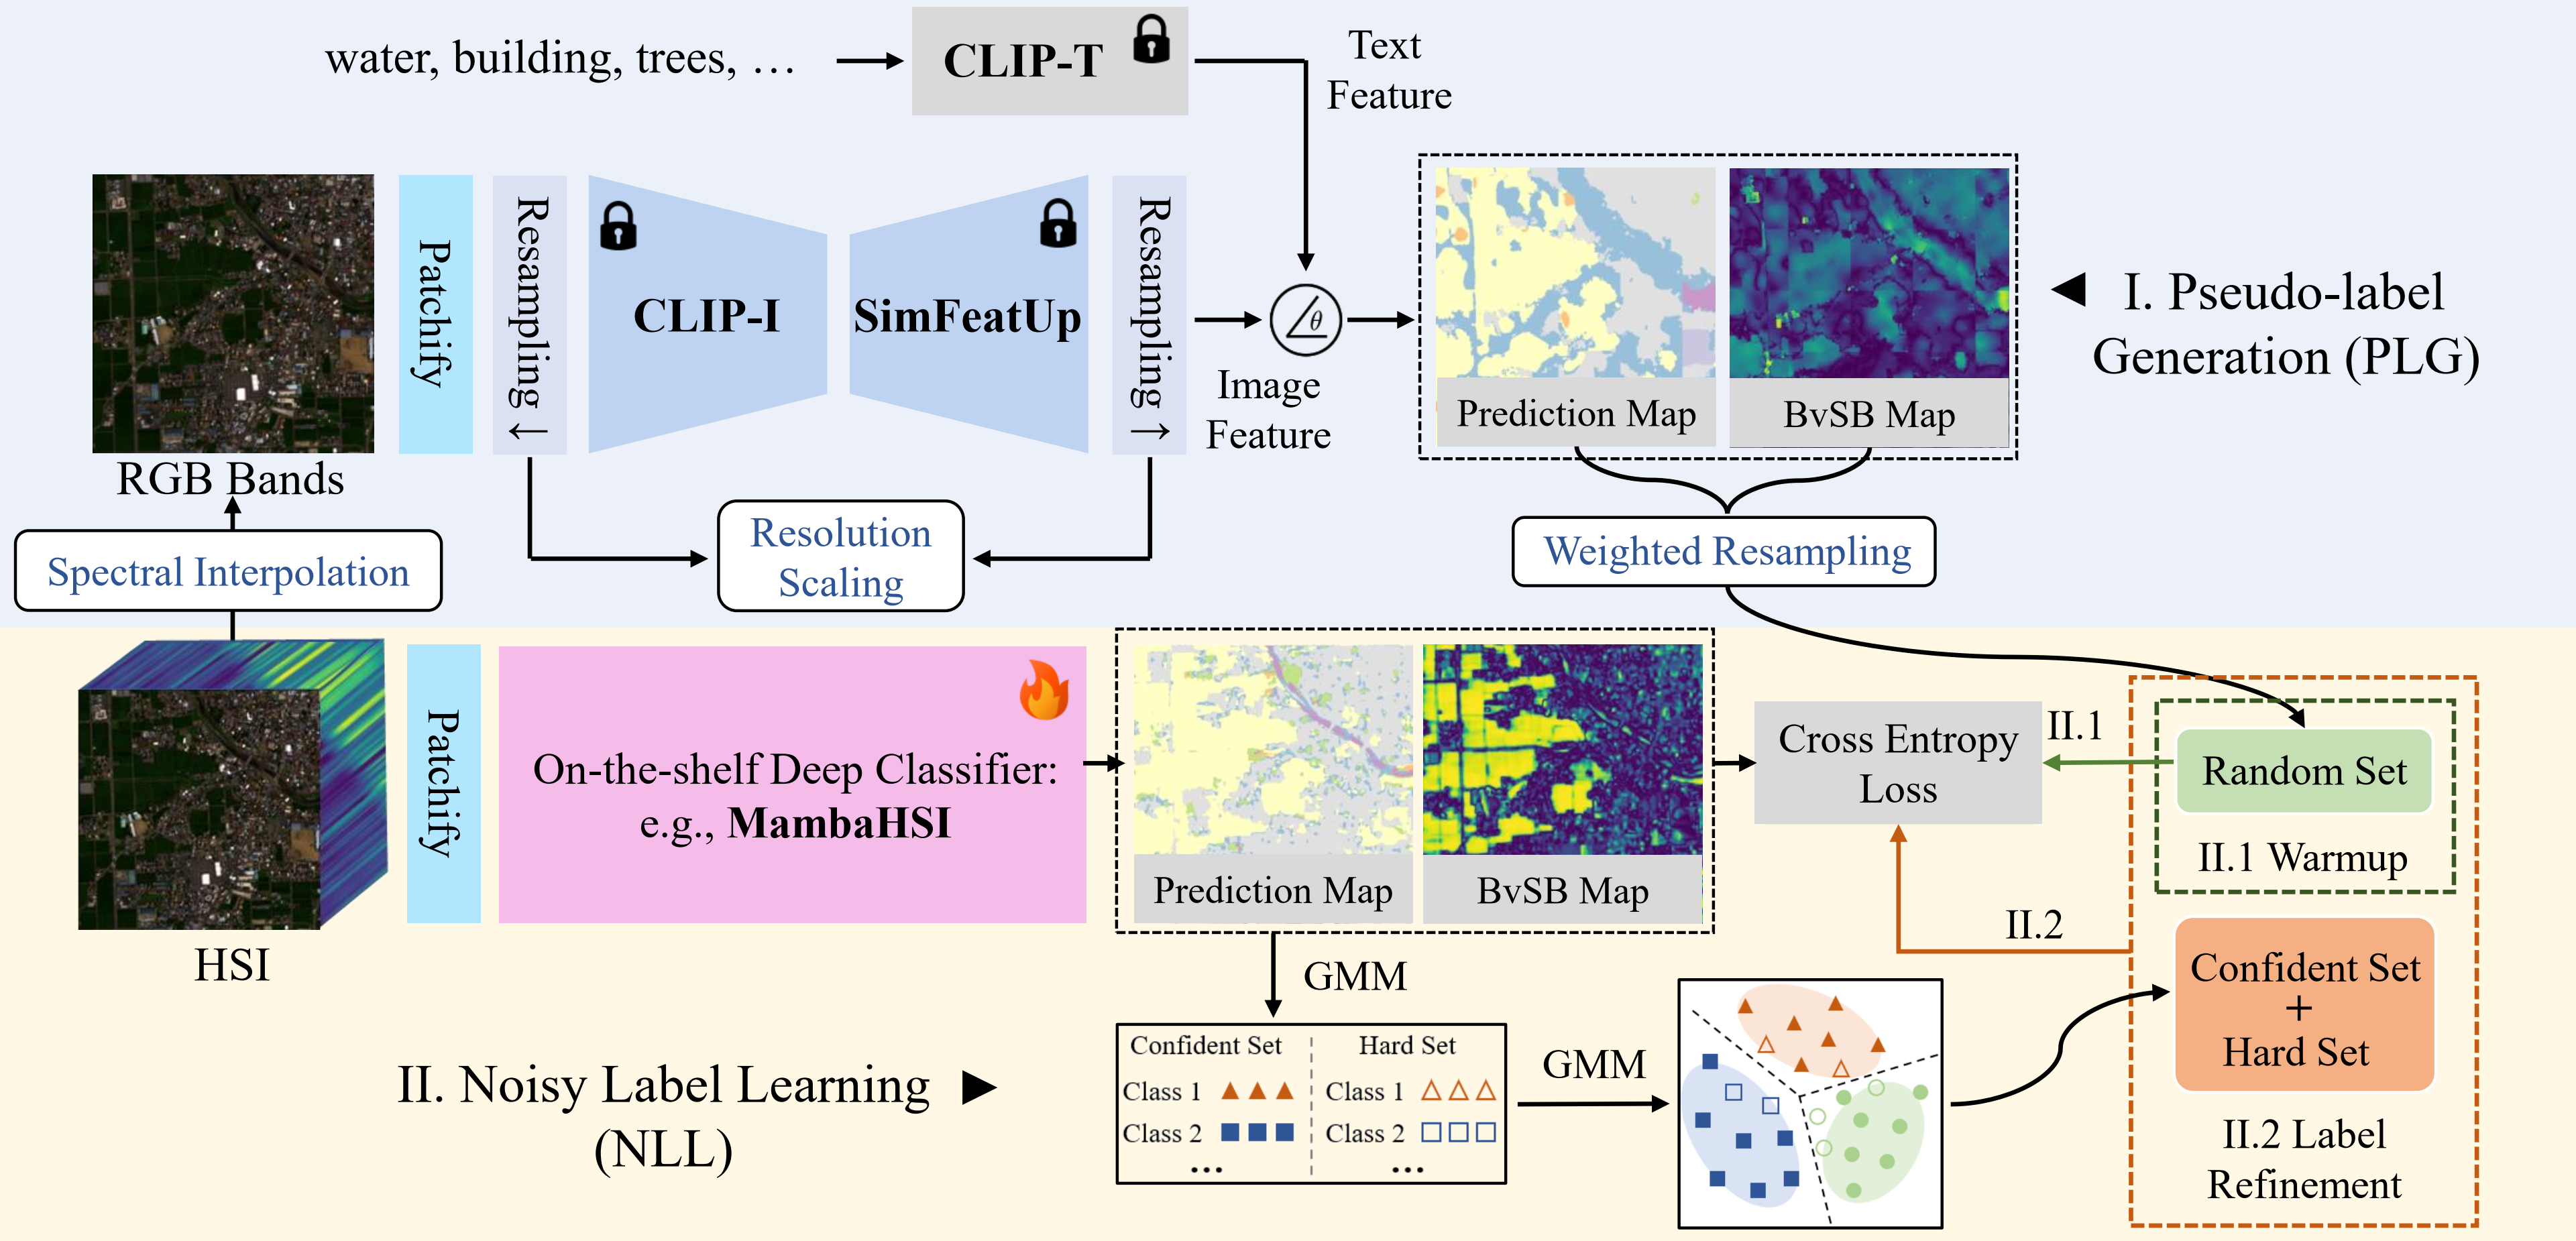 water, building, trees, …
CLIP-T
Text
Feature
Patchify
Resampling ↓
CLIP-I
SimFeatUp
Resampling ↑
θ
Image
Feature
Prediction Map
BvSB Map
I. Pseudo-label
Generation (PLG)
RGB Bands
Spectral Interpolation
Resolution
Scaling
Weighted Resampling
HSI
Patchify
On-the-shelf Deep Classifier:
e.g., MambaHSI
Prediction Map
BvSB Map
Cross Entropy
Loss
II.1
Random Set
II.1 Warmup
II.2
Confident Set
+
Hard Set
II.2 Label
Refinement
GMM
II. Noisy Label Learning
(NLL)
Confident Set
Class 1
Class 2
...
Hard Set
Class 1
Class 2
...
GMM